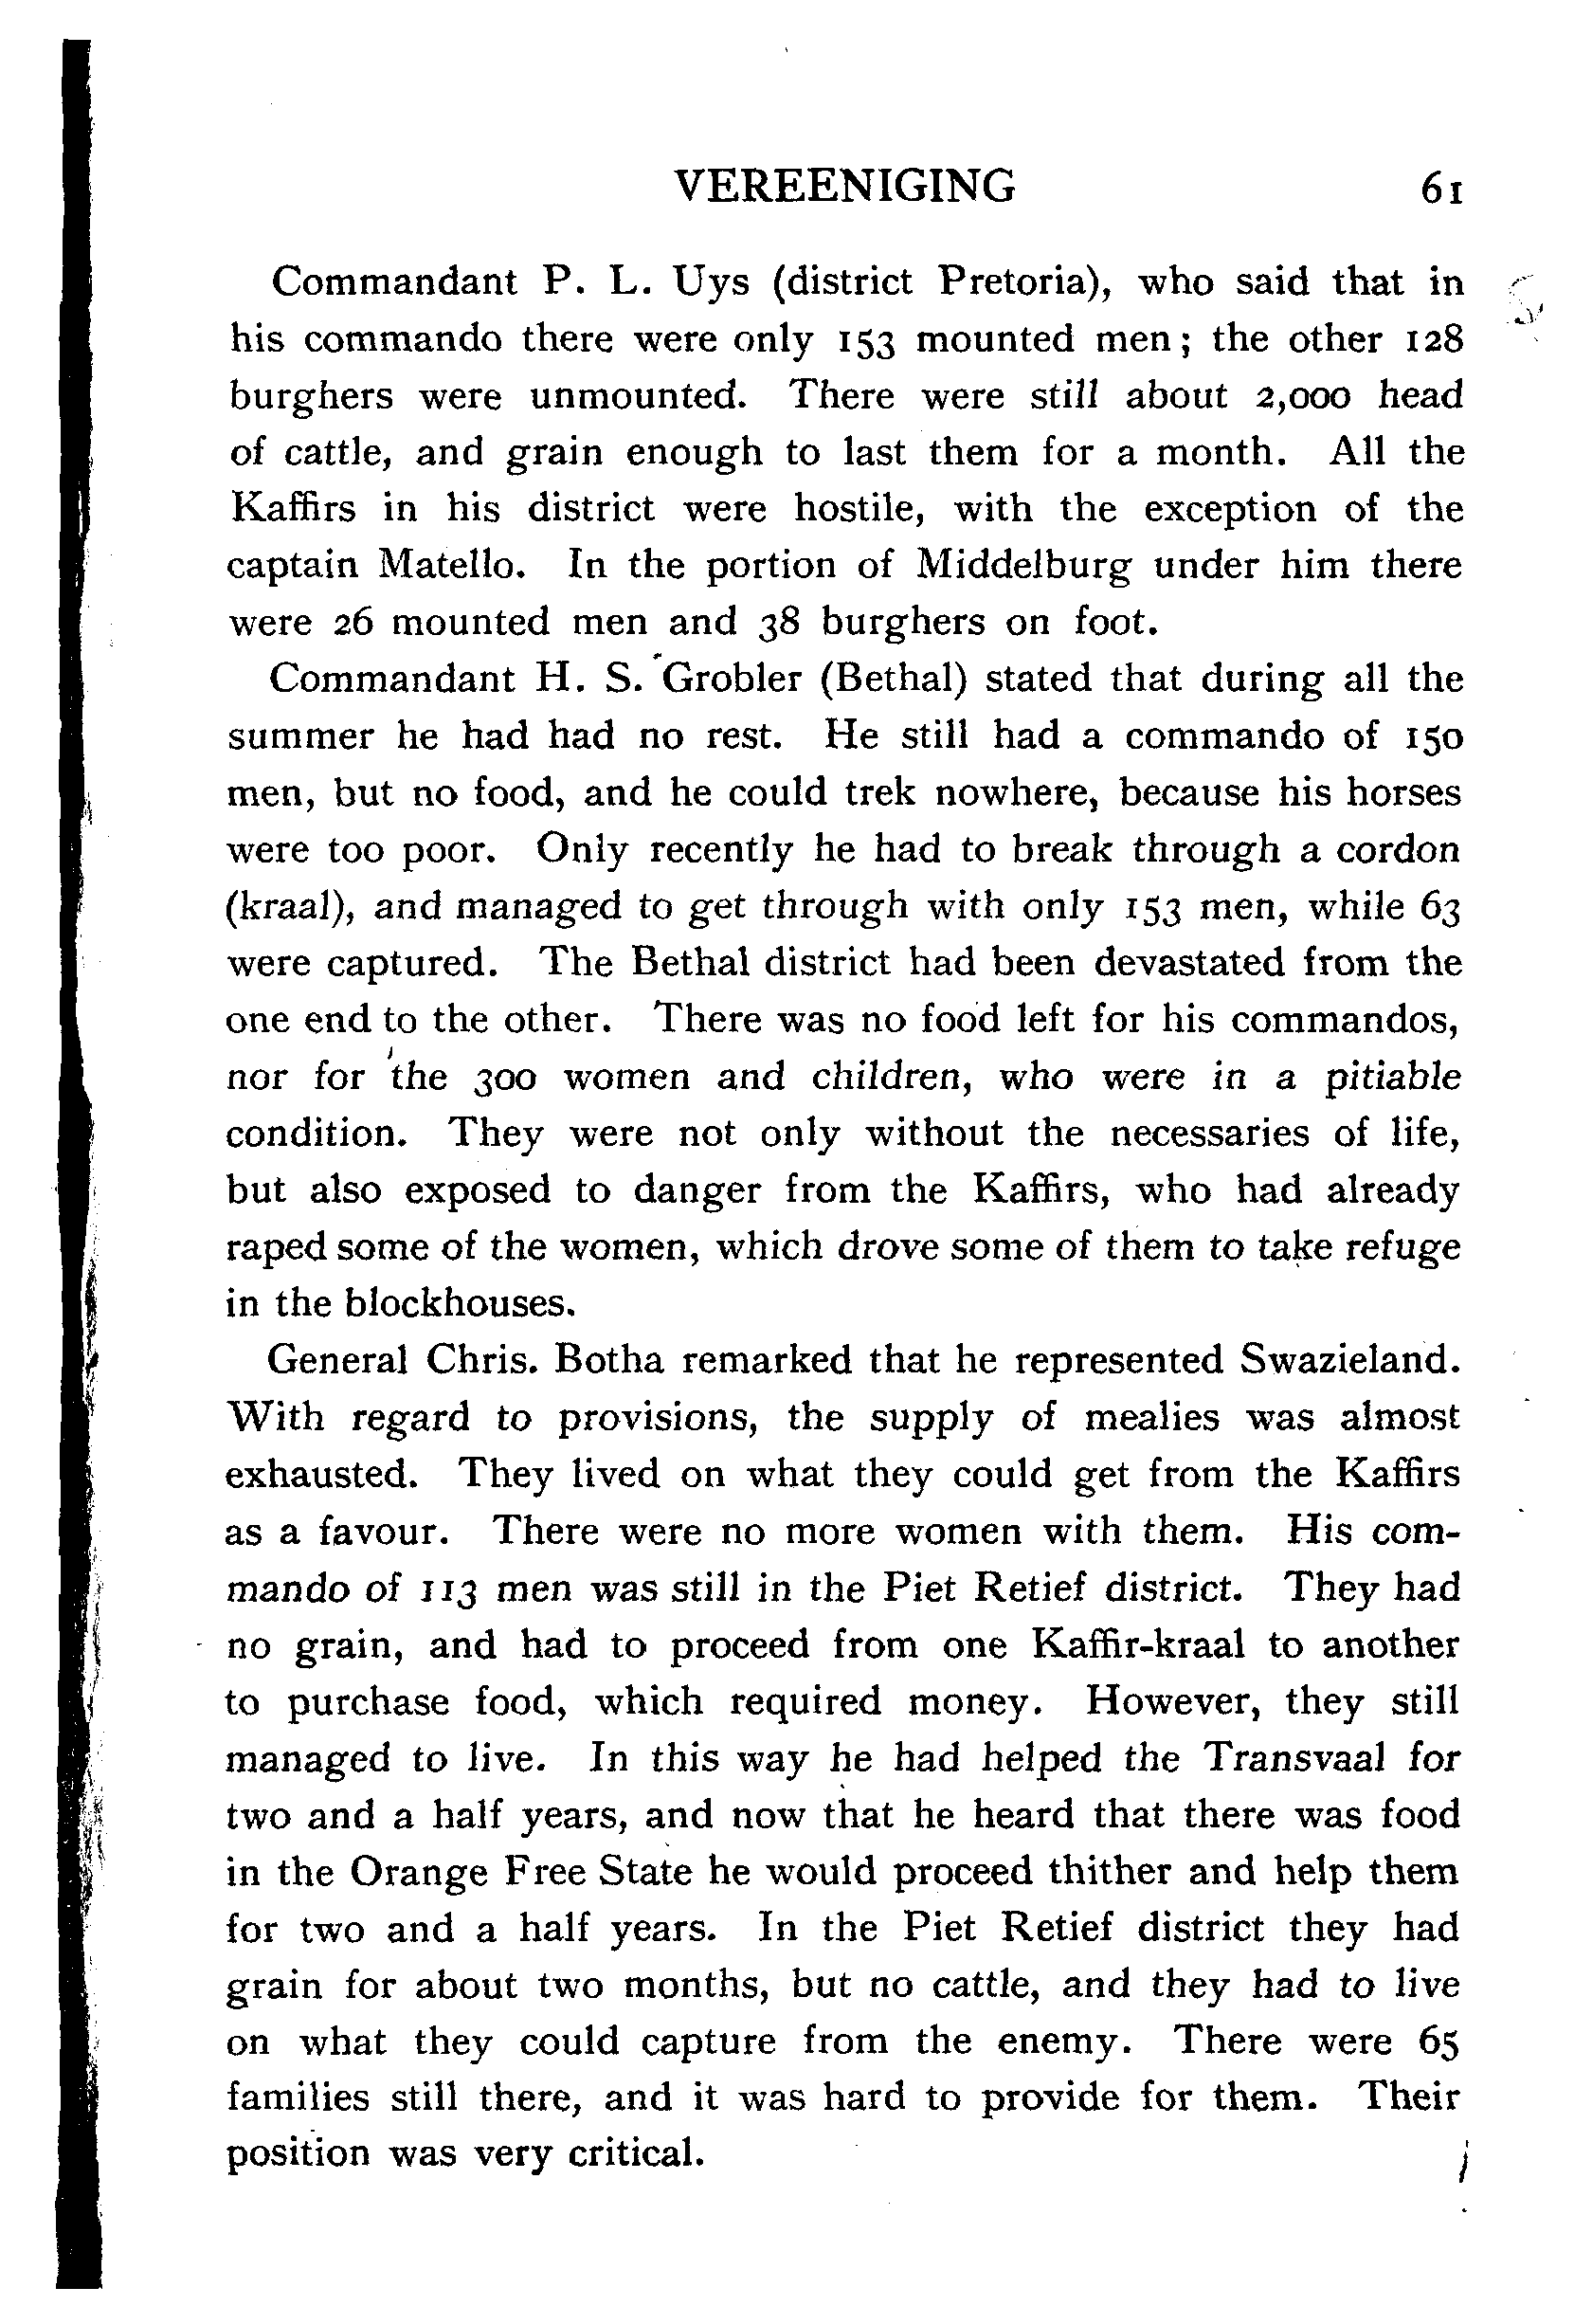 VEREENIGING 61
Commandant P. L. Uys (district Pretoria), who said that in
his commando there were only 153 mounted men; the other 128
burghers were unmounted. There were still about 2,000 head
of cattle, and grain enough to last them for a month. All the
Kaffirs in his district were hostile, with the exception of the
captain Matello. In the portion of Middelburg under him there
were 26 mounted men and 38 burghers on foot.
Commandant H. S. Grobler (Bethal) stated that during all the
summer he had had no rest. He still had a commando of 150
men, but no food, and he could trek nowhere, because his horses
were too poor. Only recently he had to break through a cordon
(kraal), and managed to get through with only 153 men, while 63
were captured. The Bethal district had been devastated from the
one end to the other. There was no food left for his commandos,
nor for the 300 women and children, who were in a pitiable
condition. They were not only without the necessaries of life,
but also exposed to danger from the Kaffirs, who had already
raped some of the women, which drove some of them to take refuge
in the blockhouses.
General Chris. Botha remarked that he represented Swazieland.
With regard to provisions, the supply of mealies was almost
exhausted. They lived on what they could get from the Kaffirs
as a favour. There were no more women with them. His com-
mando of 113 men was still in the Piet Retief district. They had
no grain, and had to proceed from one Kaffir-kraal to another
to purchase food, which required money. However, they still
managed to live. In this way he had helped the Transvaal for
two and a half years, and now that he heard that there was food
in the Orange Free State he would proceed thither and help them
for two and a half years. In the Piet Retief district they had
grain for about two months, but no cattle, and they had to live
on what they could capture from the enemy. There were 65
families still there, and it was hard to provide for them. Their
position was very critical.